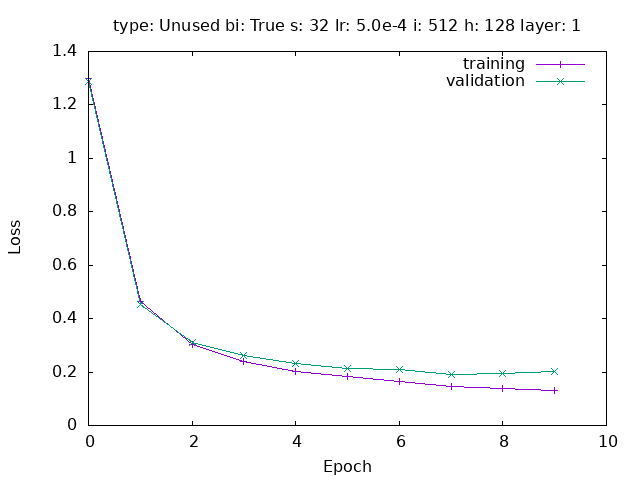 type: Unused bi: True s: 32 lr: 5.0e-4 i: 512 h: 128 layer: 1
1.4
training
validation
1.2
1
0.8
Loss
0.6
0.4
0.2
0
0 2 4 6 8 10
Epoch